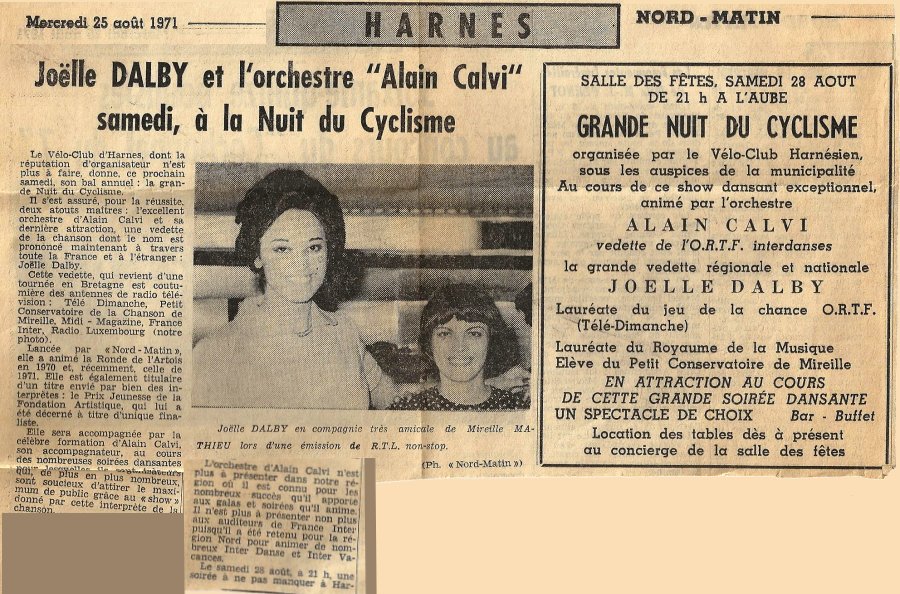 Mercredi 25 août 1971
HARNES
NORD - MATIN
Joëlle DALBY et l'orchestre "Alain Calvi"
samedi, à la Nuit du Cyclisme
Le Vélo-Club d'Harnes, dont la
réputation d'organisateur n'est
plus à faire, donne, ce prochain
samedi, son bal annuel : la gran-
de Nuit du Cyclisme.
Il s'est assuré, pour la réussite,
deux atouts maîtres : l'excellent
orchestre d'Alain Calvi et sa
dernière attraction, une vedette
de la chanson dont le nom est
prononcé maintenant à travers
toute la France et à l'étranger :
Joëlle Dalby.
Cette vedette, qui revient d'une
tournée en Bretagne est coutu-
mière des antennes de radio télé-
vision : Télé Dimanche, Petit
Conservatoire de la Chanson de
Mireille, Midi - Magazine, France
Inter, Radio Luxembourg (notre
photo).
Lancée par « Nord-Matin »,
elle a animé la Ronde de l'Artois
en 1970 et, récemment, celle de
1971. Elle est également titulaire
d'un titre envié par bien des in-
terprètes : le Prix Jeunesse de la
Fondation Artistique, qui lui a
été décerné à titre d'unique fina-
liste.
Elle sera accompagnée par la
célèbre formation d'Alain Calvi,
son accompagnateur, au cours
des nombreuses soirées dansantes
qui, de plus en plus nombreux,
sont soucieux d'attirer le maxi-
mum de public grâce au « show »
donné par cette interprète de la
chanson.
Joëlle DALBY en compagnie très amicale de Mireille MA-
THIEU lors d'une émission de R.T.L. non-stop.
(Ph. « Nord-Matin »)
L'orchestre d'Alain Calvi n'est
plus à présenter dans notre ré-
gion où il est connu pour les
nombreux succès qu'il apporte
aux galas et soirées qu'il anime.
Il n'est plus à présenter non plus
aux auditeurs de France Inter
puisqu'il a été retenu pour la ré-
gion Nord pour animer de nom-
breux Inter Danse et Inter Va-
cances.
Le samedi 28 août, à 21 h, une
soirée à ne pas manquer à Har-
SALLE DES FÊTES, SAMEDI 28 AOUT
DE 21 h A L'AUBE
GRANDE NUIT DU CYCLISME
organisée par le Vélo-Club Harnésien,
sous les auspices de la municipalité
Au cours de ce show dansant exceptionnel,
animé par l'orchestre
ALAIN CALVI
vedette de l'O.R.T.F. interdanses
la grande vedette régionale et nationale
JOELLE DALBY
Lauréate du jeu de la chance O.R.T.F.
(Télé-Dimanche)
Lauréate du Royaume de la Musique
Elève du Petit Conservatoire de Mireille
EN ATTRACTION AU COURS
DE CETTE GRANDE SOIRÉE DANSANTE
UN SPECTACLE DE CHOIX Bar - Buffet
Location des tables dès à présent
au concierge de la salle des fêtes